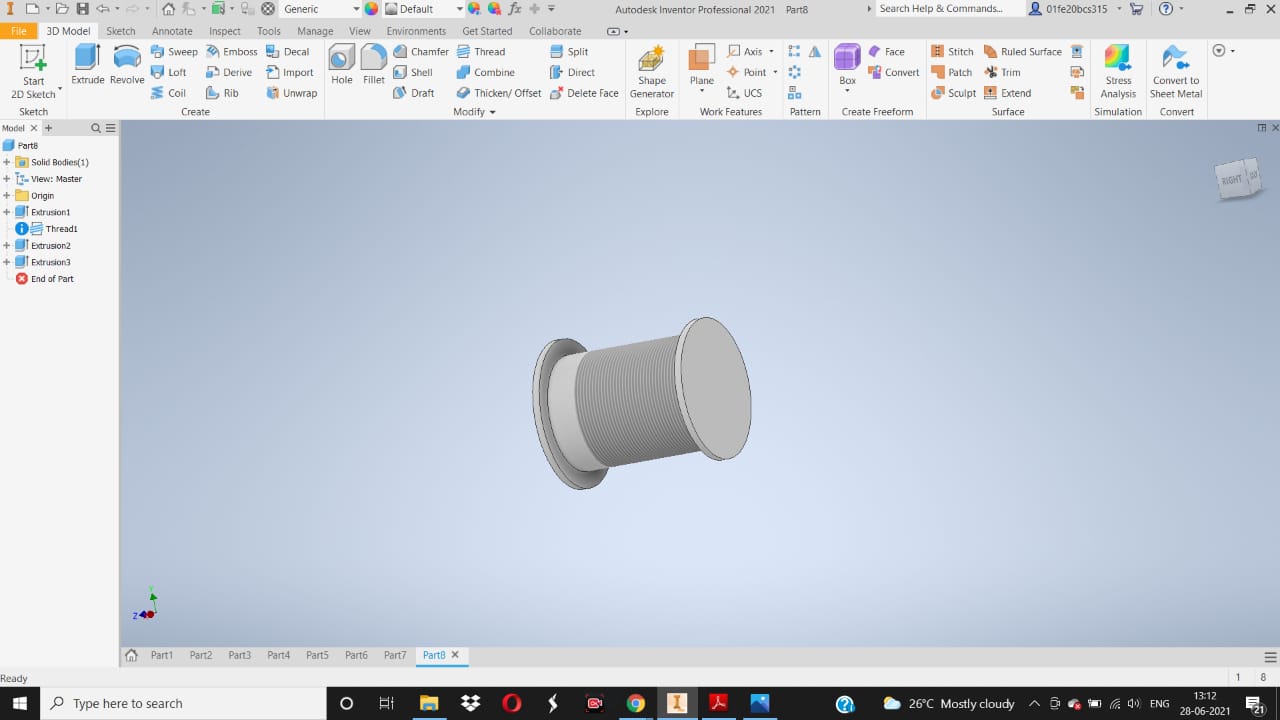 Generic
Default
fx
Autodesk Inventor Professional 2021 Part8
Search Help & Commands...
01fe20bcs315
File
3D Model
Sketch
Annotate
Inspect
Tools
Manage
View
Environments
Get Started
Collaborate
Start
2D Sketch
Sketch
Extrude
Revolve
Sweep
Emboss
Decal
Loft
Derive
Import
Coil
Rib
Unwrap
Create
Hole
Fillet
Chamfer
Thread
Split
Shell
Combine
Direct
Draft
Thicken/ Offset
Delete Face
Modify
Shape
Generator
Explore
Plane
Axis
Point
UCS
Work Features
Pattern
Box
Face
Convert
Create Freeform
Stitch
Ruled Surface
Patch
Trim
Sculpt
Extend
Surface
Stress
Analysis
Simulation
Convert to
Sheet Metal
Convert
Model
Part8
Solid Bodies(1)
View: Master
Origin
Extrusion1
Thread1
Extrusion2
Extrusion3
End of Part
RIGHT
Y
Z
Part1
Part2
Part3
Part4
Part5
Part6
Part7
Part8
Ready
1
8
Type here to search
26°C Mostly cloudy
ENG
13:12
28-06-2021
21